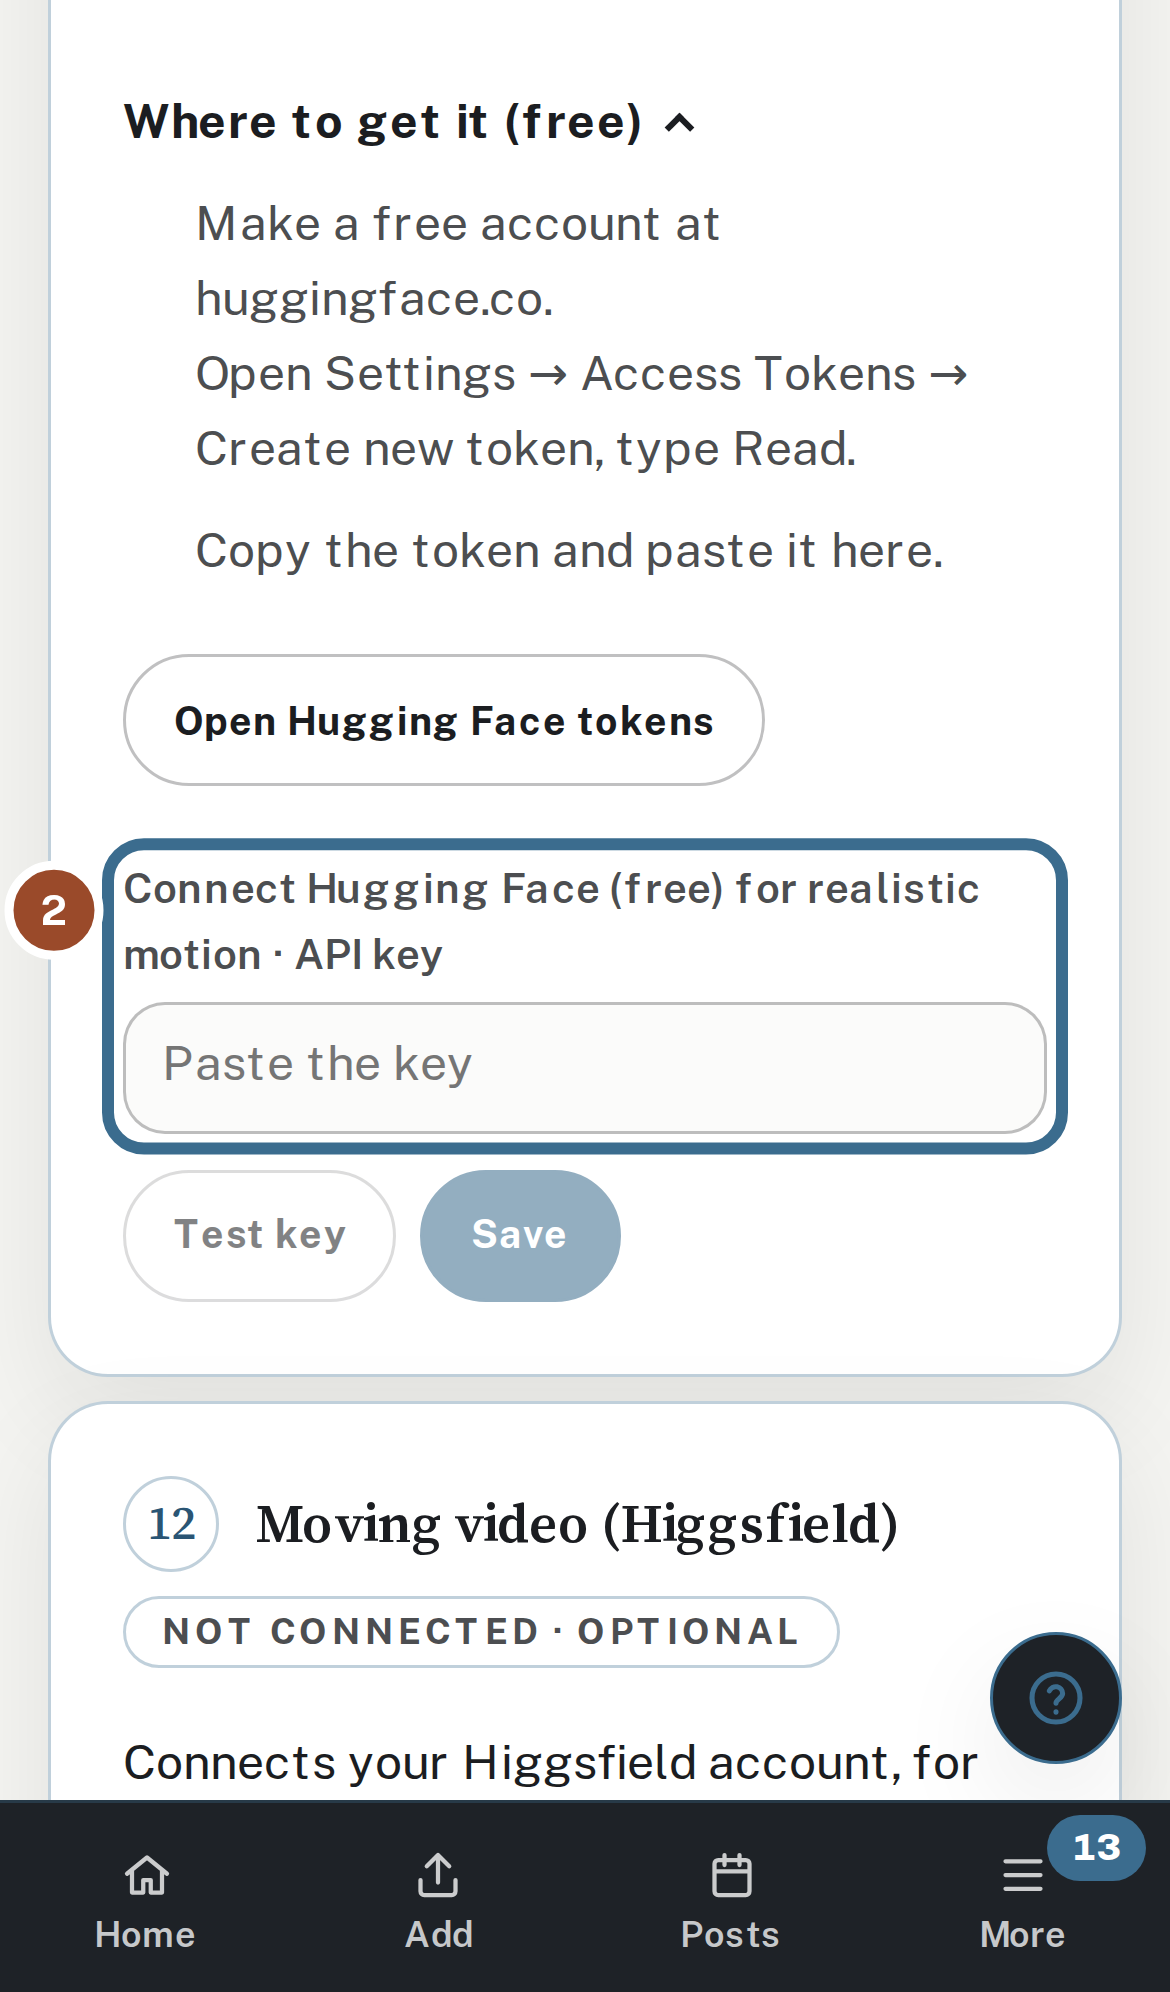 Where to get it (free)
Make a free account at
huggingface.co.
Open Settings → Access Tokens →
Create new token, type Read.
Copy the token and paste it here.
Open Hugging Face tokens
2
Connect Hugging Face (free) for realistic
motion · API key
Paste the key
Test key
Save
12
Moving video (Higgsfield)
NOT CONNECTED · OPTIONAL
Connects your Higgsfield account, for
?
13
Home
Add
Posts
More